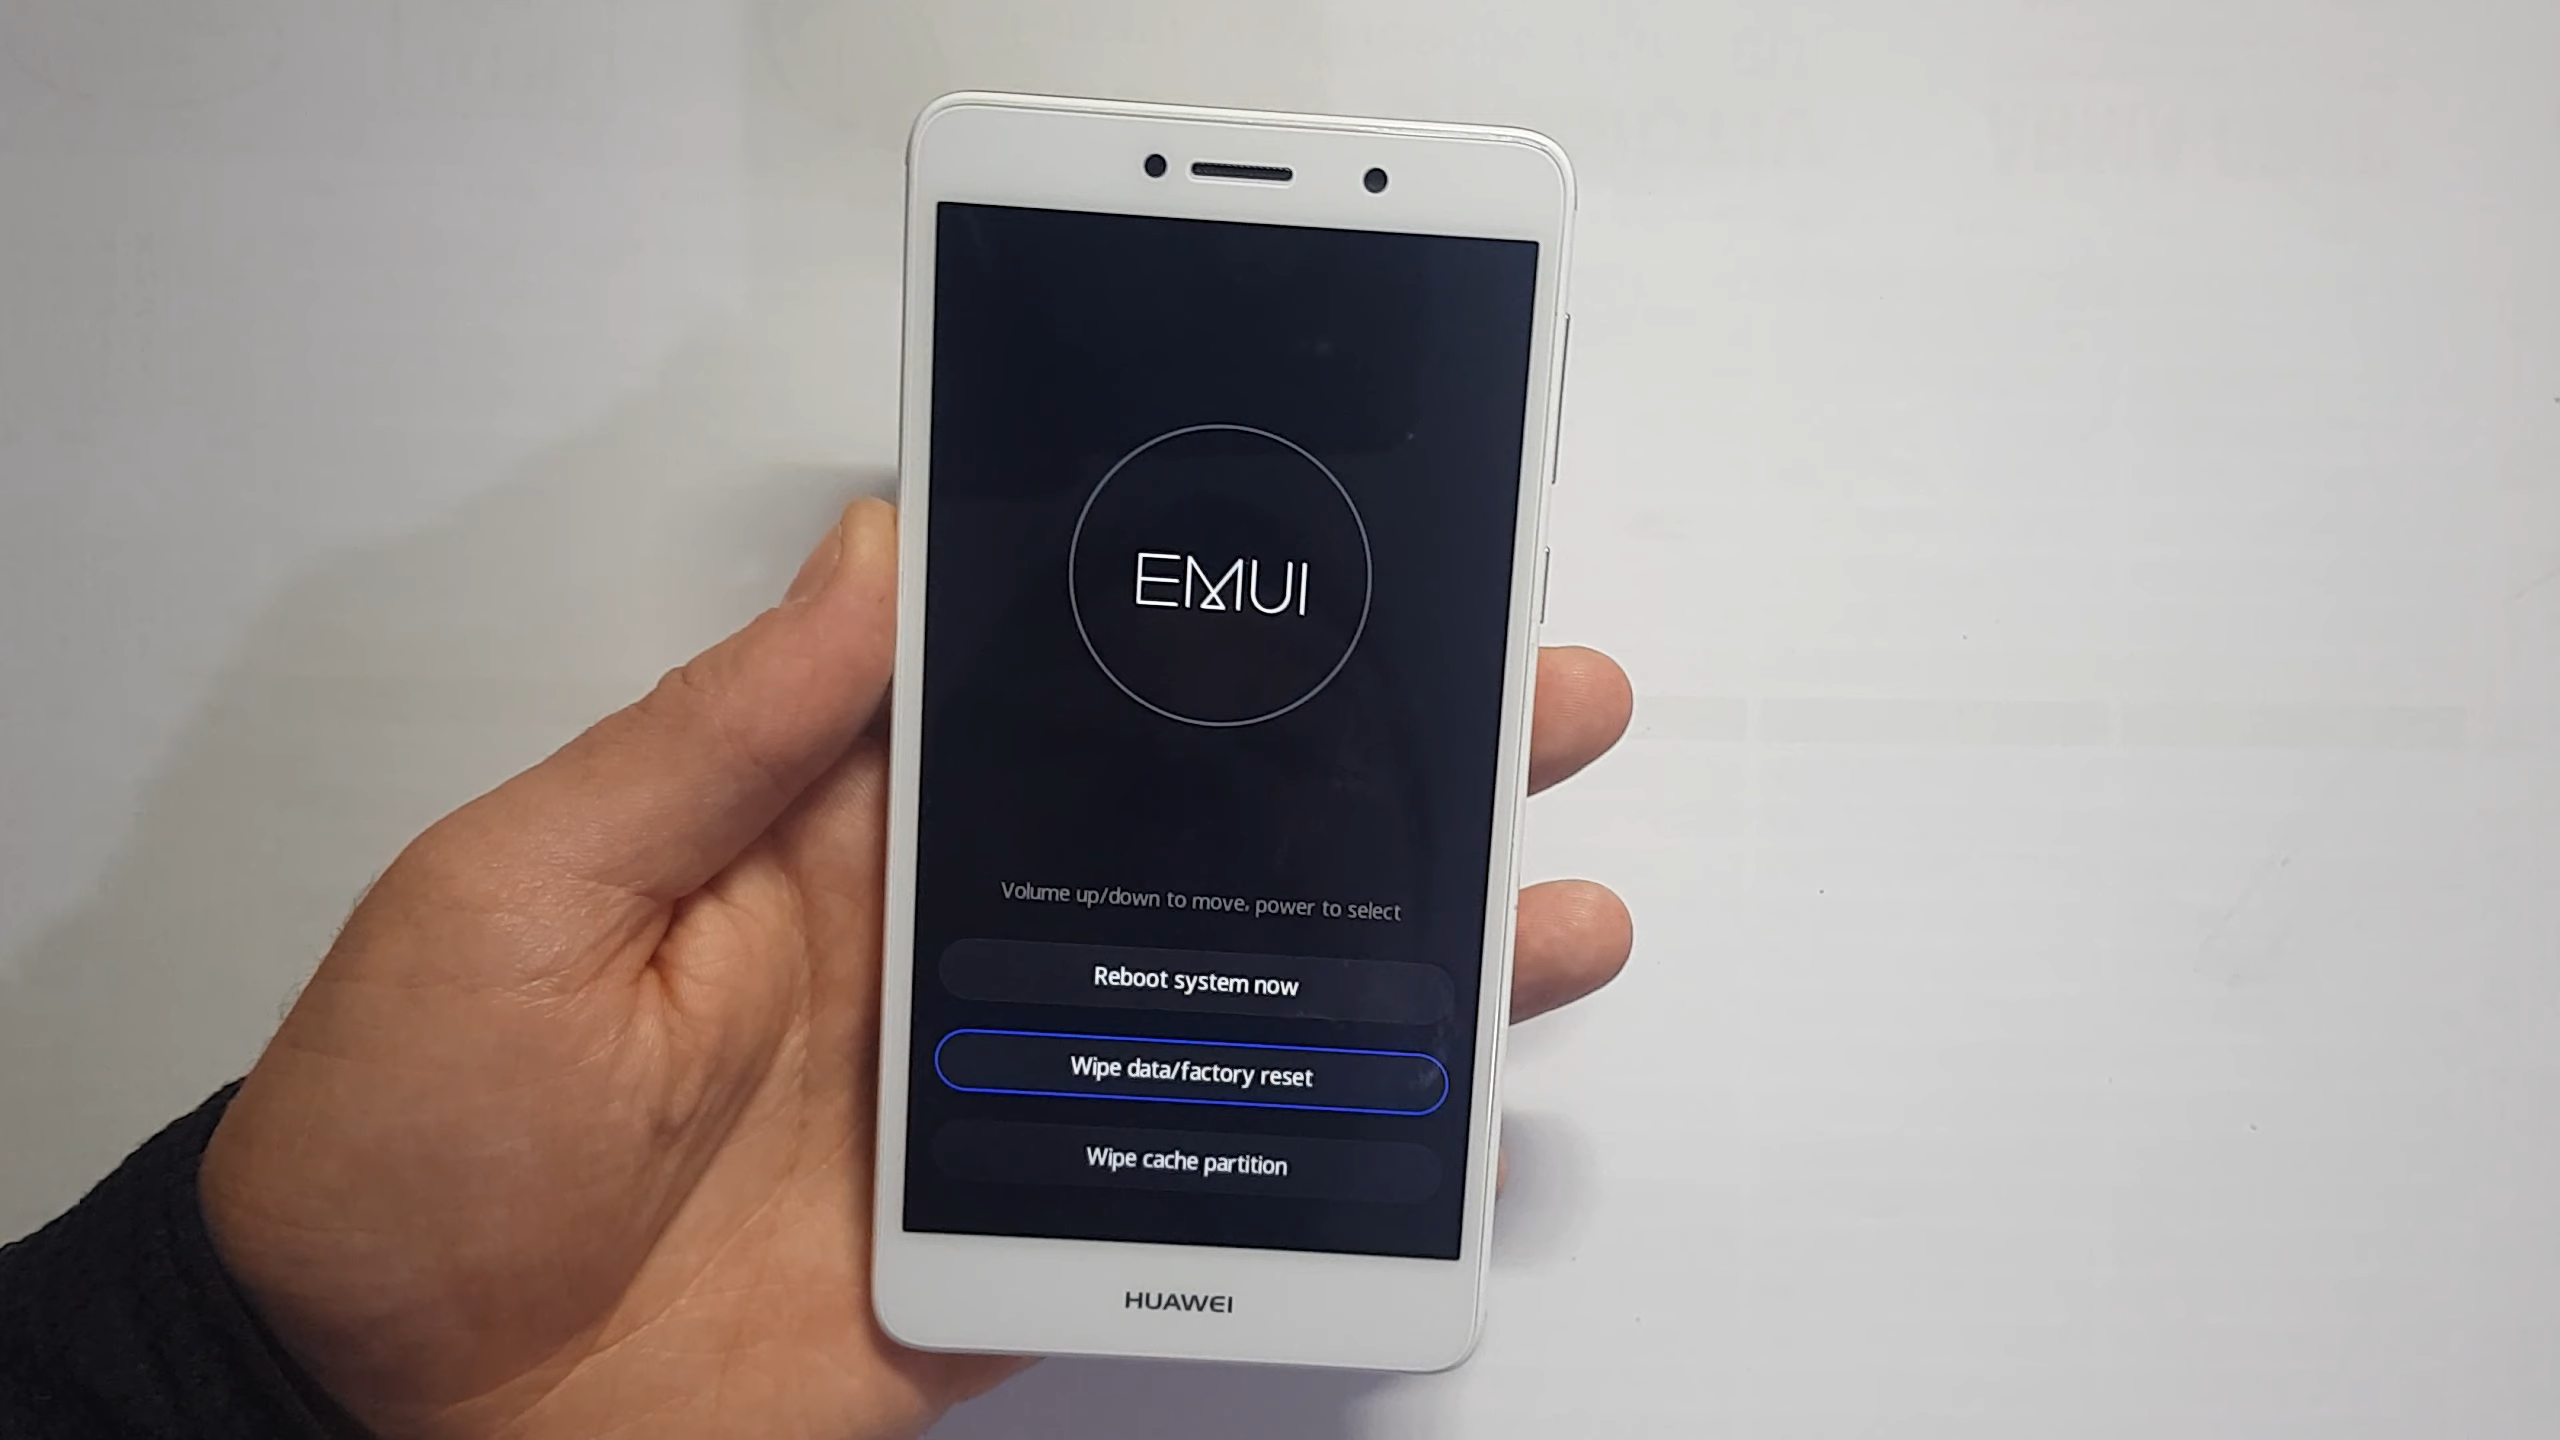 EMUI
Volume up/down to move, power to select
Reboot system now
Wipe data/factory reset
Wipe cache partition
HUAWEI